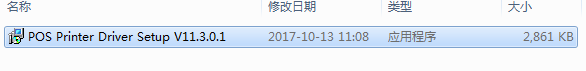 名称 修改日期 类型 大小
POS Printer Driver Setup V11.3.0.1 2017-10-13 11:08 应用程序 2,861 KB